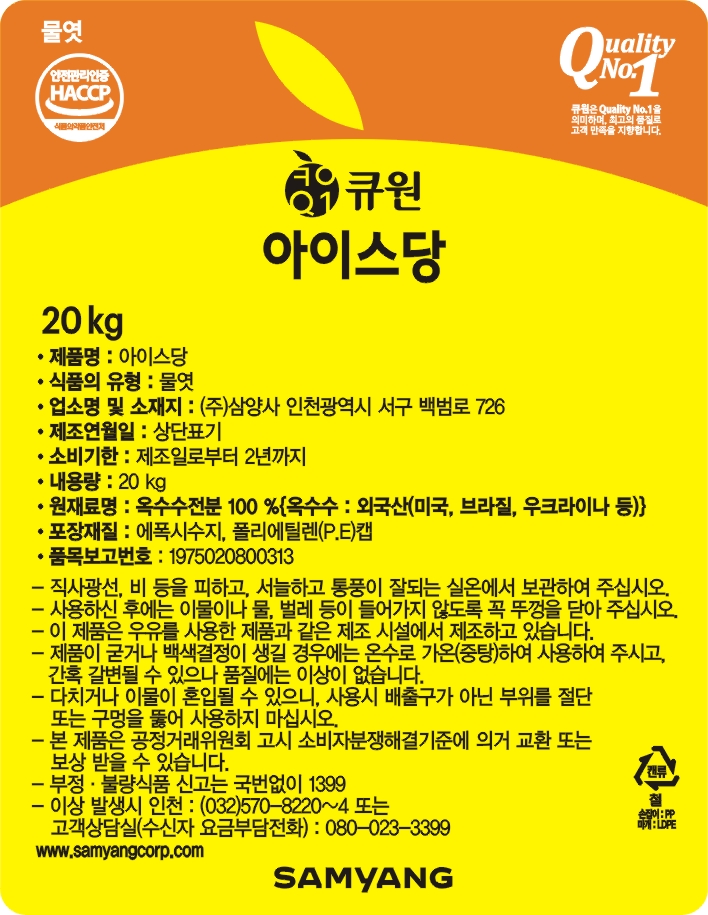 물엿
안전관리인증
HACCP
식품의약품안전처
Quality
No.1
큐원은 Quality No.1을
의미하며, 최고의 품질로
고객 만족을 지향합니다.
큐원
Q1
큐원
아이스당
20 kg
• 제품명 : 아이스당
• 식품의 유형 : 물엿
• 업소명 및 소재지 : (주)삼양사 인천광역시 서구 백범로 726
• 제조연월일 : 상단표기
• 소비기한 : 제조일로부터 2년까지
• 내용량 : 20 kg
• 원재료명 : 옥수수전분 100 %{옥수수 : 외국산(미국, 브라질, 우크라이나 등)}
• 포장재질 : 에폭시수지, 폴리에틸렌(P.E)캡
• 품목보고번호 : 1975020800313
– 직사광선, 비 등을 피하고, 서늘하고 통풍이 잘되는 실온에서 보관하여 주십시오.
– 사용하신 후에는 이물이나 물, 벌레 등이 들어가지 않도록 꼭 뚜껑을 닫아 주십시오.
– 이 제품은 우유를 사용한 제품과 같은 제조 시설에서 제조하고 있습니다.
– 제품이 굳거나 백색결정이 생길 경우에는 온수로 가온(중탕)하여 사용하여 주시고,
간혹 갈변될 수 있으나 품질에는 이상이 없습니다.
– 다치거나 이물이 혼입될 수 있으니, 사용시 배출구가 아닌 부위를 절단
또는 구멍을 뚫어 사용하지 마십시오.
– 본 제품은 공정거래위원회 고시 소비자분쟁해결기준에 의거 교환 또는
보상 받을 수 있습니다.
– 부정 · 불량식품 신고는 국번없이 1399
– 이상 발생시 인천 : (032)570-8220~4 또는
고객상담실(수신자 요금부담전화) : 080-023-3399
www.samyangcorp.com
캔류
철
손잡이 : PP
마개 : LDPE
SAMYANG